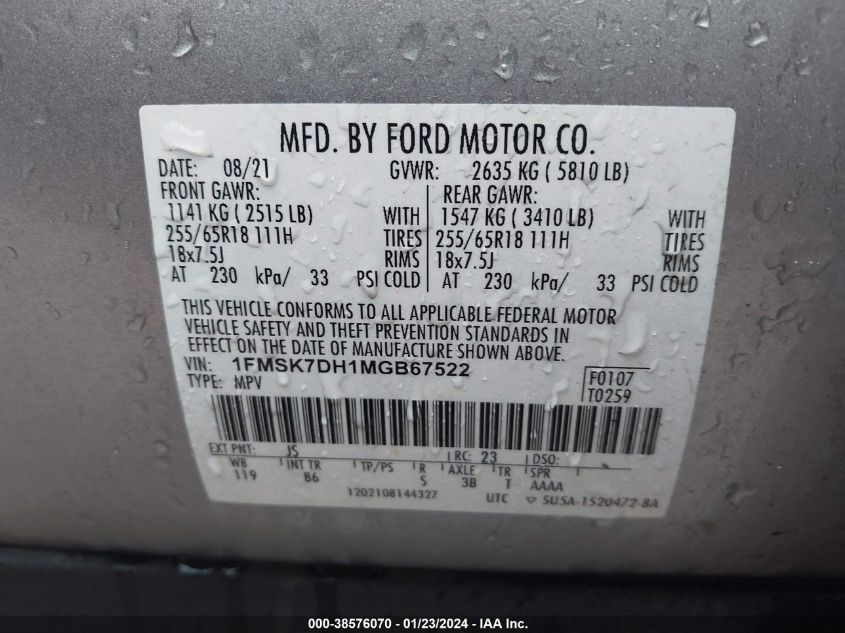 MFD. BY FORD MOTOR CO.
DATE: 08/21 GVWR: 2635 KG ( 5810 LB)
FRONT GAWR: REAR GAWR:
1141 KG ( 2515 LB) WITH 1547 KG ( 3410 LB) WITH
255/65R18 111H TIRES 255/65R18 111H TIRES
18x7.5J RIMS 18x7.5J RIMS
AT 230 kPa/ 33 PSI COLD AT 230 kPa/ 33 PSI COLD
THIS VEHICLE CONFORMS TO ALL APPLICABLE FEDERAL MOTOR
VEHICLE SAFETY AND THEFT PREVENTION STANDARDS IN
EFFECT ON THE DATE OF MANUFACTURE SHOWN ABOVE.
VIN: 1FMSK7DH1MGB67522 F0107
TYPE: MPV T0259
EXT PNT: JS RC: 23 DSO:
WB INT TR TP/PS R AXLE TR SPR
119 86 S 3B T AAAA
1202108144327 UTC ▽ 5U5A-1520472-BA
000-38576070 - 01/23/2024 - IAA Inc.